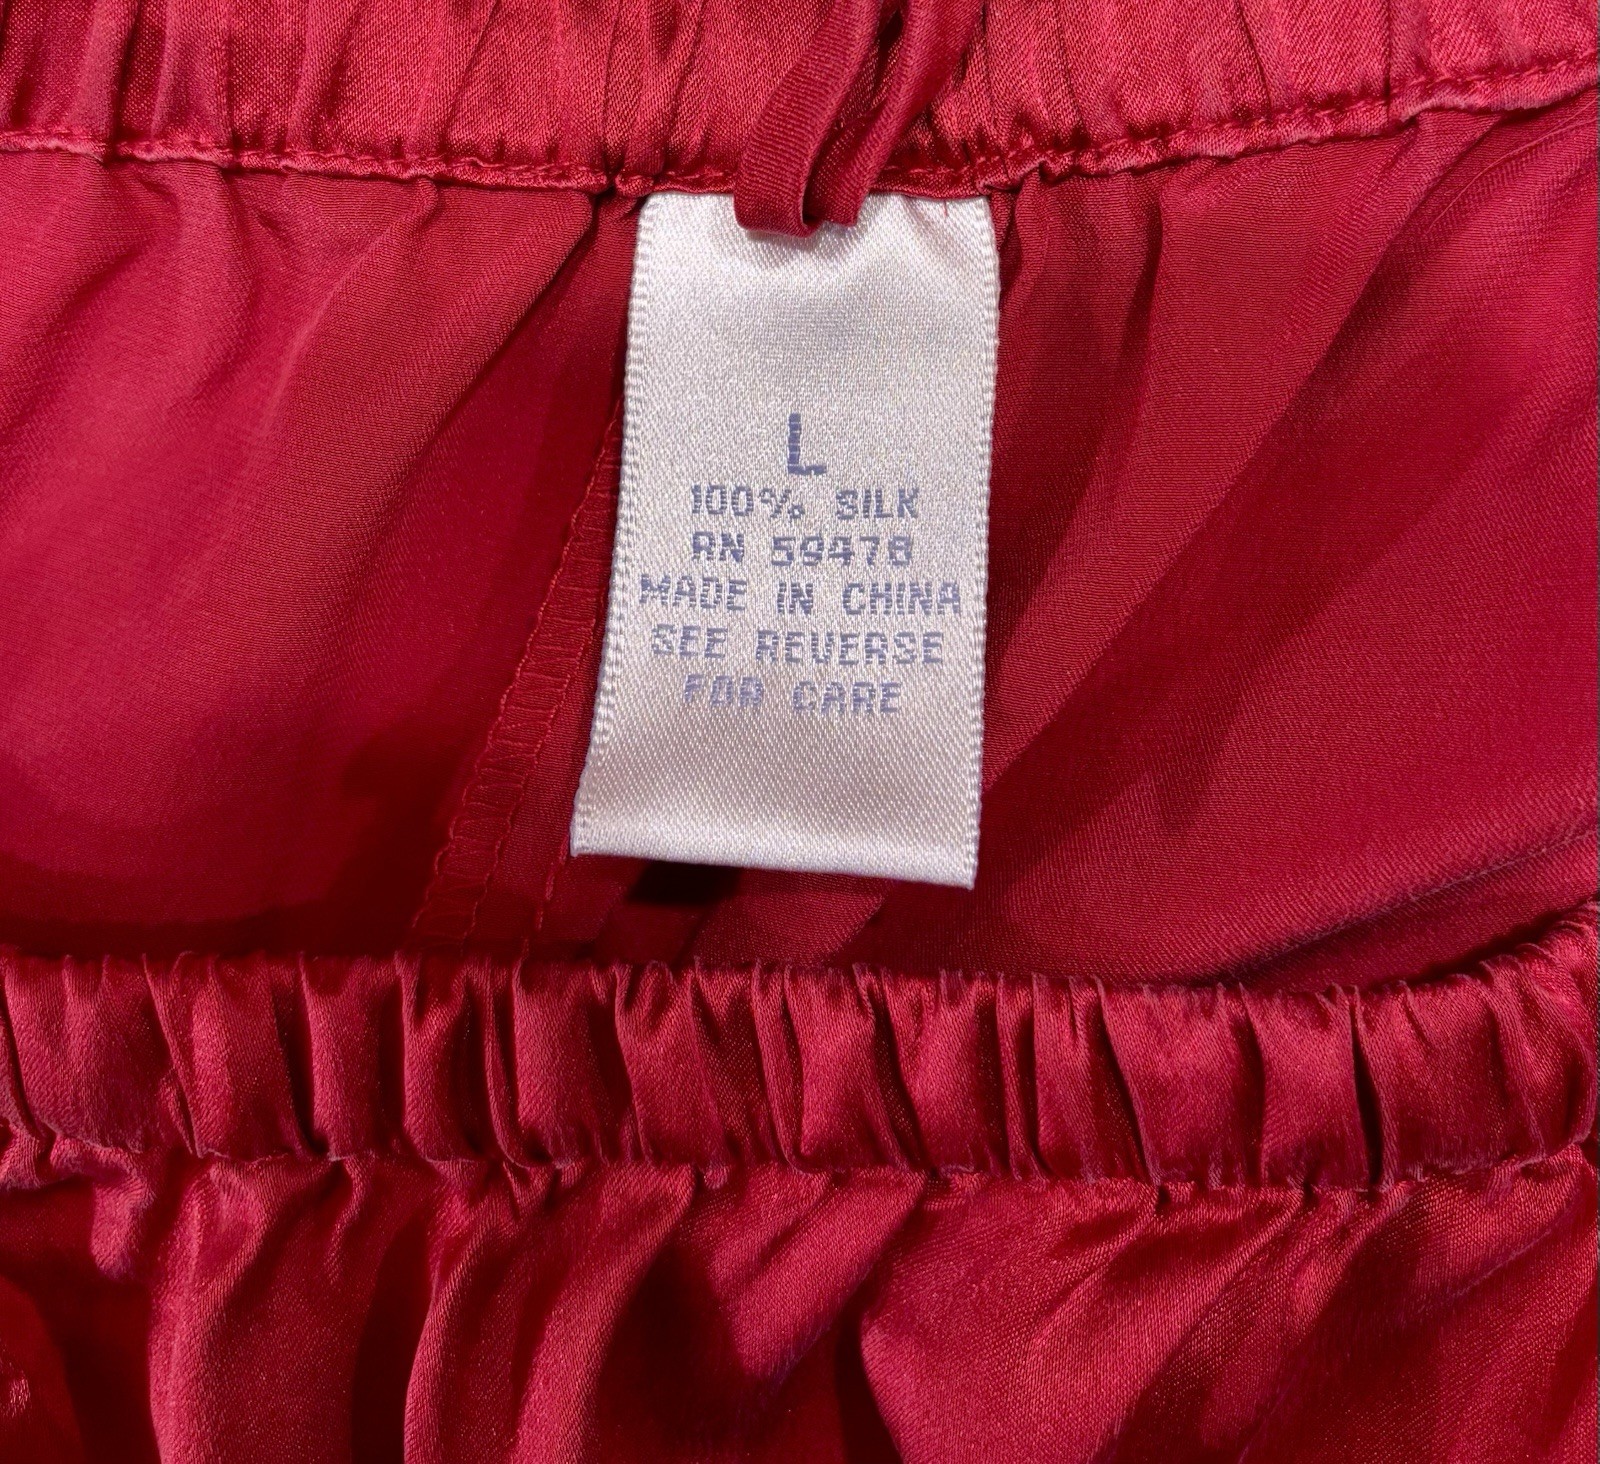 L
100% SILK
RN 59478
MADE IN CHINA
SEE REVERSE
FOR CARE